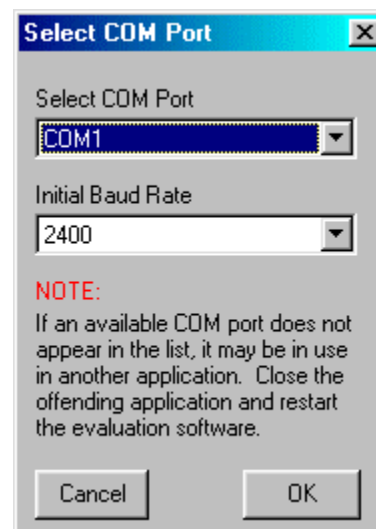 Select COM Port
Select COM Port
COM1
Initial Baud Rate
2400
NOTE:
If an available COM port does not
appear in the list, it may be in use
in another application.  Close the
offending application and restart
the evaluation software.
Cancel
OK